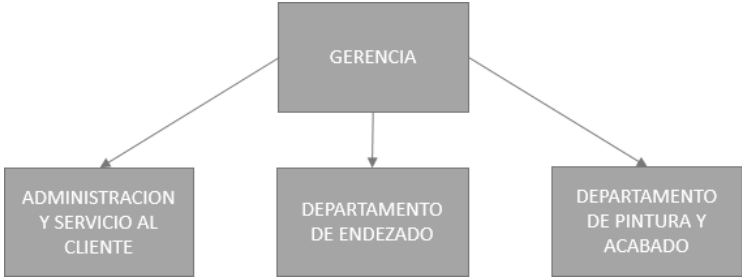 GERENCIA
ADMINISTRACION
Y SERVICIO AL
CLIENTE
DEPARTAMENTO
DE ENDEZADO
DEPARTAMENTO
DE PINTURA Y
ACABADO